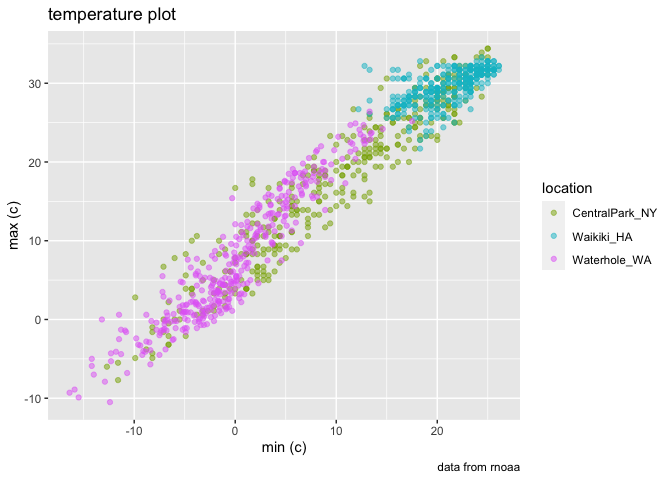 temperature plot
max (c)
30
20
10
0
-10
-10 0 10 20
min (c)
location
CentralPark_NY
Waikiki_HA
Waterhole_WA
data from rnoaa